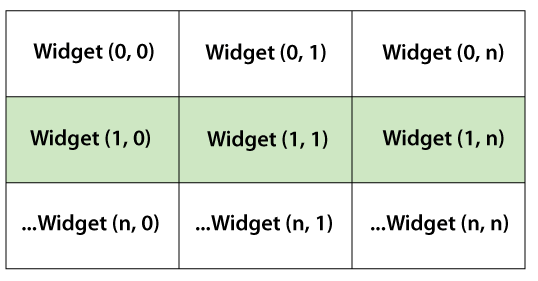 Widget (0, 0) Widget (0, 1) Widget (0, n)
Widget (1, 0) Widget (1, 1) Widget (1, n)
...Widget (n, 0) ...Widget (n, 1) ...Widget (n, n)